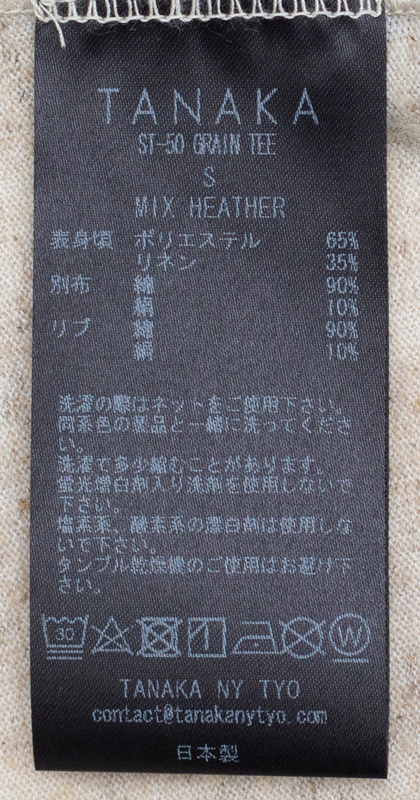 TANAKA
ST-50 GRAIN TEE
S
MIX HEATHER
表身頃 ポリエステル 65%
リネン 35%
別布 綿 90%
絹 10%
リブ 綿 90%
絹 10%
洗濯の際はネットをご使用下さい。
同系色の製品と一緒に洗ってくださ
い。
洗濯で多少縮むことがあります。
蛍光増白剤入り洗剤を使用しないで
下さい。
塩素系、酸素系の漂白剤は使用しな
いで下さい。
タンブル乾燥機のご使用はお避け下
さい。
30 W
TANAKA NY TYO
contact@tanakanytyo.com
日本製